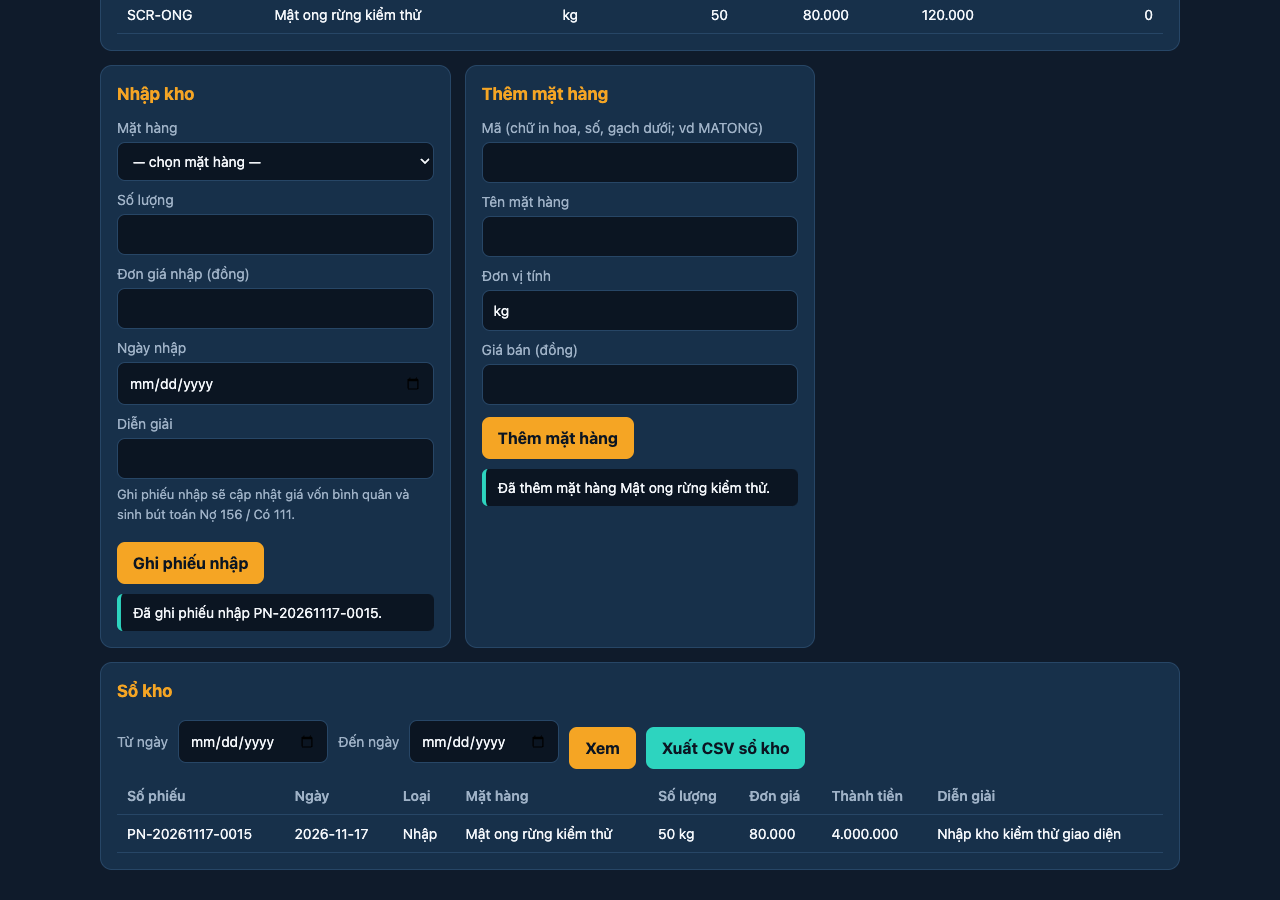 SCR-ONG Mật ong rừng kiểm thử kg 50 80.000 120.000 0
Nhập kho
Mặt hàng
— chọn mặt hàng —
Số lượng
Đơn giá nhập (đồng)
Ngày nhập
mm/dd/yyyy
Diễn giải
Ghi phiếu nhập sẽ cập nhật giá vốn bình quân và
sinh bút toán Nợ 156 / Có 111.
Ghi phiếu nhập
Đã ghi phiếu nhập PN-20261117-0015.
Thêm mặt hàng
Mã (chữ in hoa, số, gạch dưới; vd MATONG)
Tên mặt hàng
Đơn vị tính
kg
Giá bán (đồng)
Thêm mặt hàng
Đã thêm mặt hàng Mật ong rừng kiểm thử.
Sổ kho
Từ ngày mm/dd/yyyy Đến ngày mm/dd/yyyy Xem Xuất CSV sổ kho
Số phiếu Ngày Loại Mặt hàng Số lượng Đơn giá Thành tiền Diễn giải
PN-20261117-0015 2026-11-17 Nhập Mật ong rừng kiểm thử 50 kg 80.000 4.000.000 Nhập kho kiểm thử giao diện